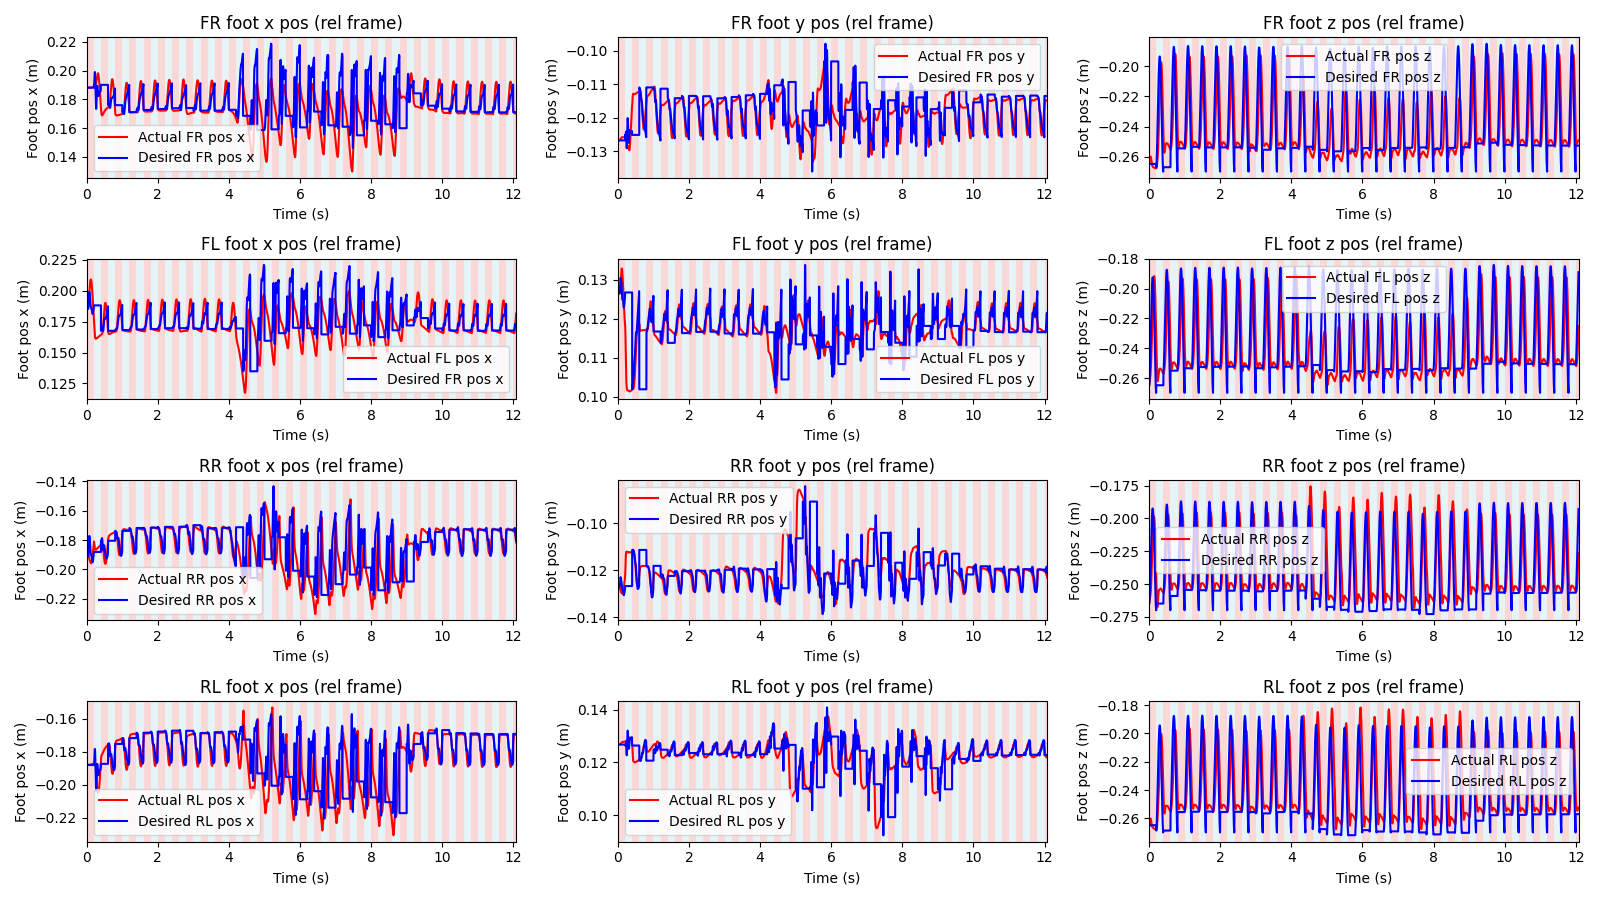 FR foot x pos (rel frame)
Foot pos x (m)
0.22
0.20
0.18
0.16
0.14
Actual FR pos x
Desired FR pos x
0 2 4 6 8 10 12
Time (s)
FR foot y pos (rel frame)
Foot pos y (m)
−0.10
−0.11
−0.12
−0.13
Actual FR pos y
Desired FR pos y
0 2 4 6 8 10 12
Time (s)
FR foot z pos (rel frame)
Foot pos z (m)
−0.20
−0.22
−0.24
−0.26
Actual FR pos z
Desired FR pos z
0 2 4 6 8 10 12
Time (s)
FL foot x pos (rel frame)
Foot pos x (m)
0.225
0.200
0.175
0.150
0.125
Actual FL pos x
Desired FR pos x
0 2 4 6 8 10 12
Time (s)
FL foot y pos (rel frame)
Foot pos y (m)
0.13
0.12
0.11
0.10
Actual FL pos y
Desired FL pos y
0 2 4 6 8 10 12
Time (s)
FL foot z pos (rel frame)
Foot pos z (m)
−0.18
−0.20
−0.22
−0.24
−0.26
Actual FL pos z
Desired FL pos z
0 2 4 6 8 10 12
Time (s)
RR foot x pos (rel frame)
Foot pos x (m)
−0.14
−0.16
−0.18
−0.20
−0.22
Actual RR pos x
Desired RR pos x
0 2 4 6 8 10 12
Time (s)
RR foot y pos (rel frame)
Foot pos y (m)
−0.10
−0.12
−0.14
Actual RR pos y
Desired RR pos y
0 2 4 6 8 10 12
Time (s)
RR foot z pos (rel frame)
Foot pos z (m)
−0.175
−0.200
−0.225
−0.250
−0.275
Actual RR pos z
Desired RR pos z
0 2 4 6 8 10 12
Time (s)
RL foot x pos (rel frame)
Foot pos x (m)
−0.16
−0.18
−0.20
−0.22
Actual RL pos x
Desired RL pos x
0 2 4 6 8 10 12
Time (s)
RL foot y pos (rel frame)
Foot pos y (m)
0.14
0.12
0.10
Actual RL pos y
Desired RL pos y
0 2 4 6 8 10 12
Time (s)
RL foot z pos (rel frame)
Foot pos z (m)
−0.18
−0.20
−0.22
−0.24
−0.26
Actual RL pos z
Desired RL pos z
0 2 4 6 8 10 12
Time (s)